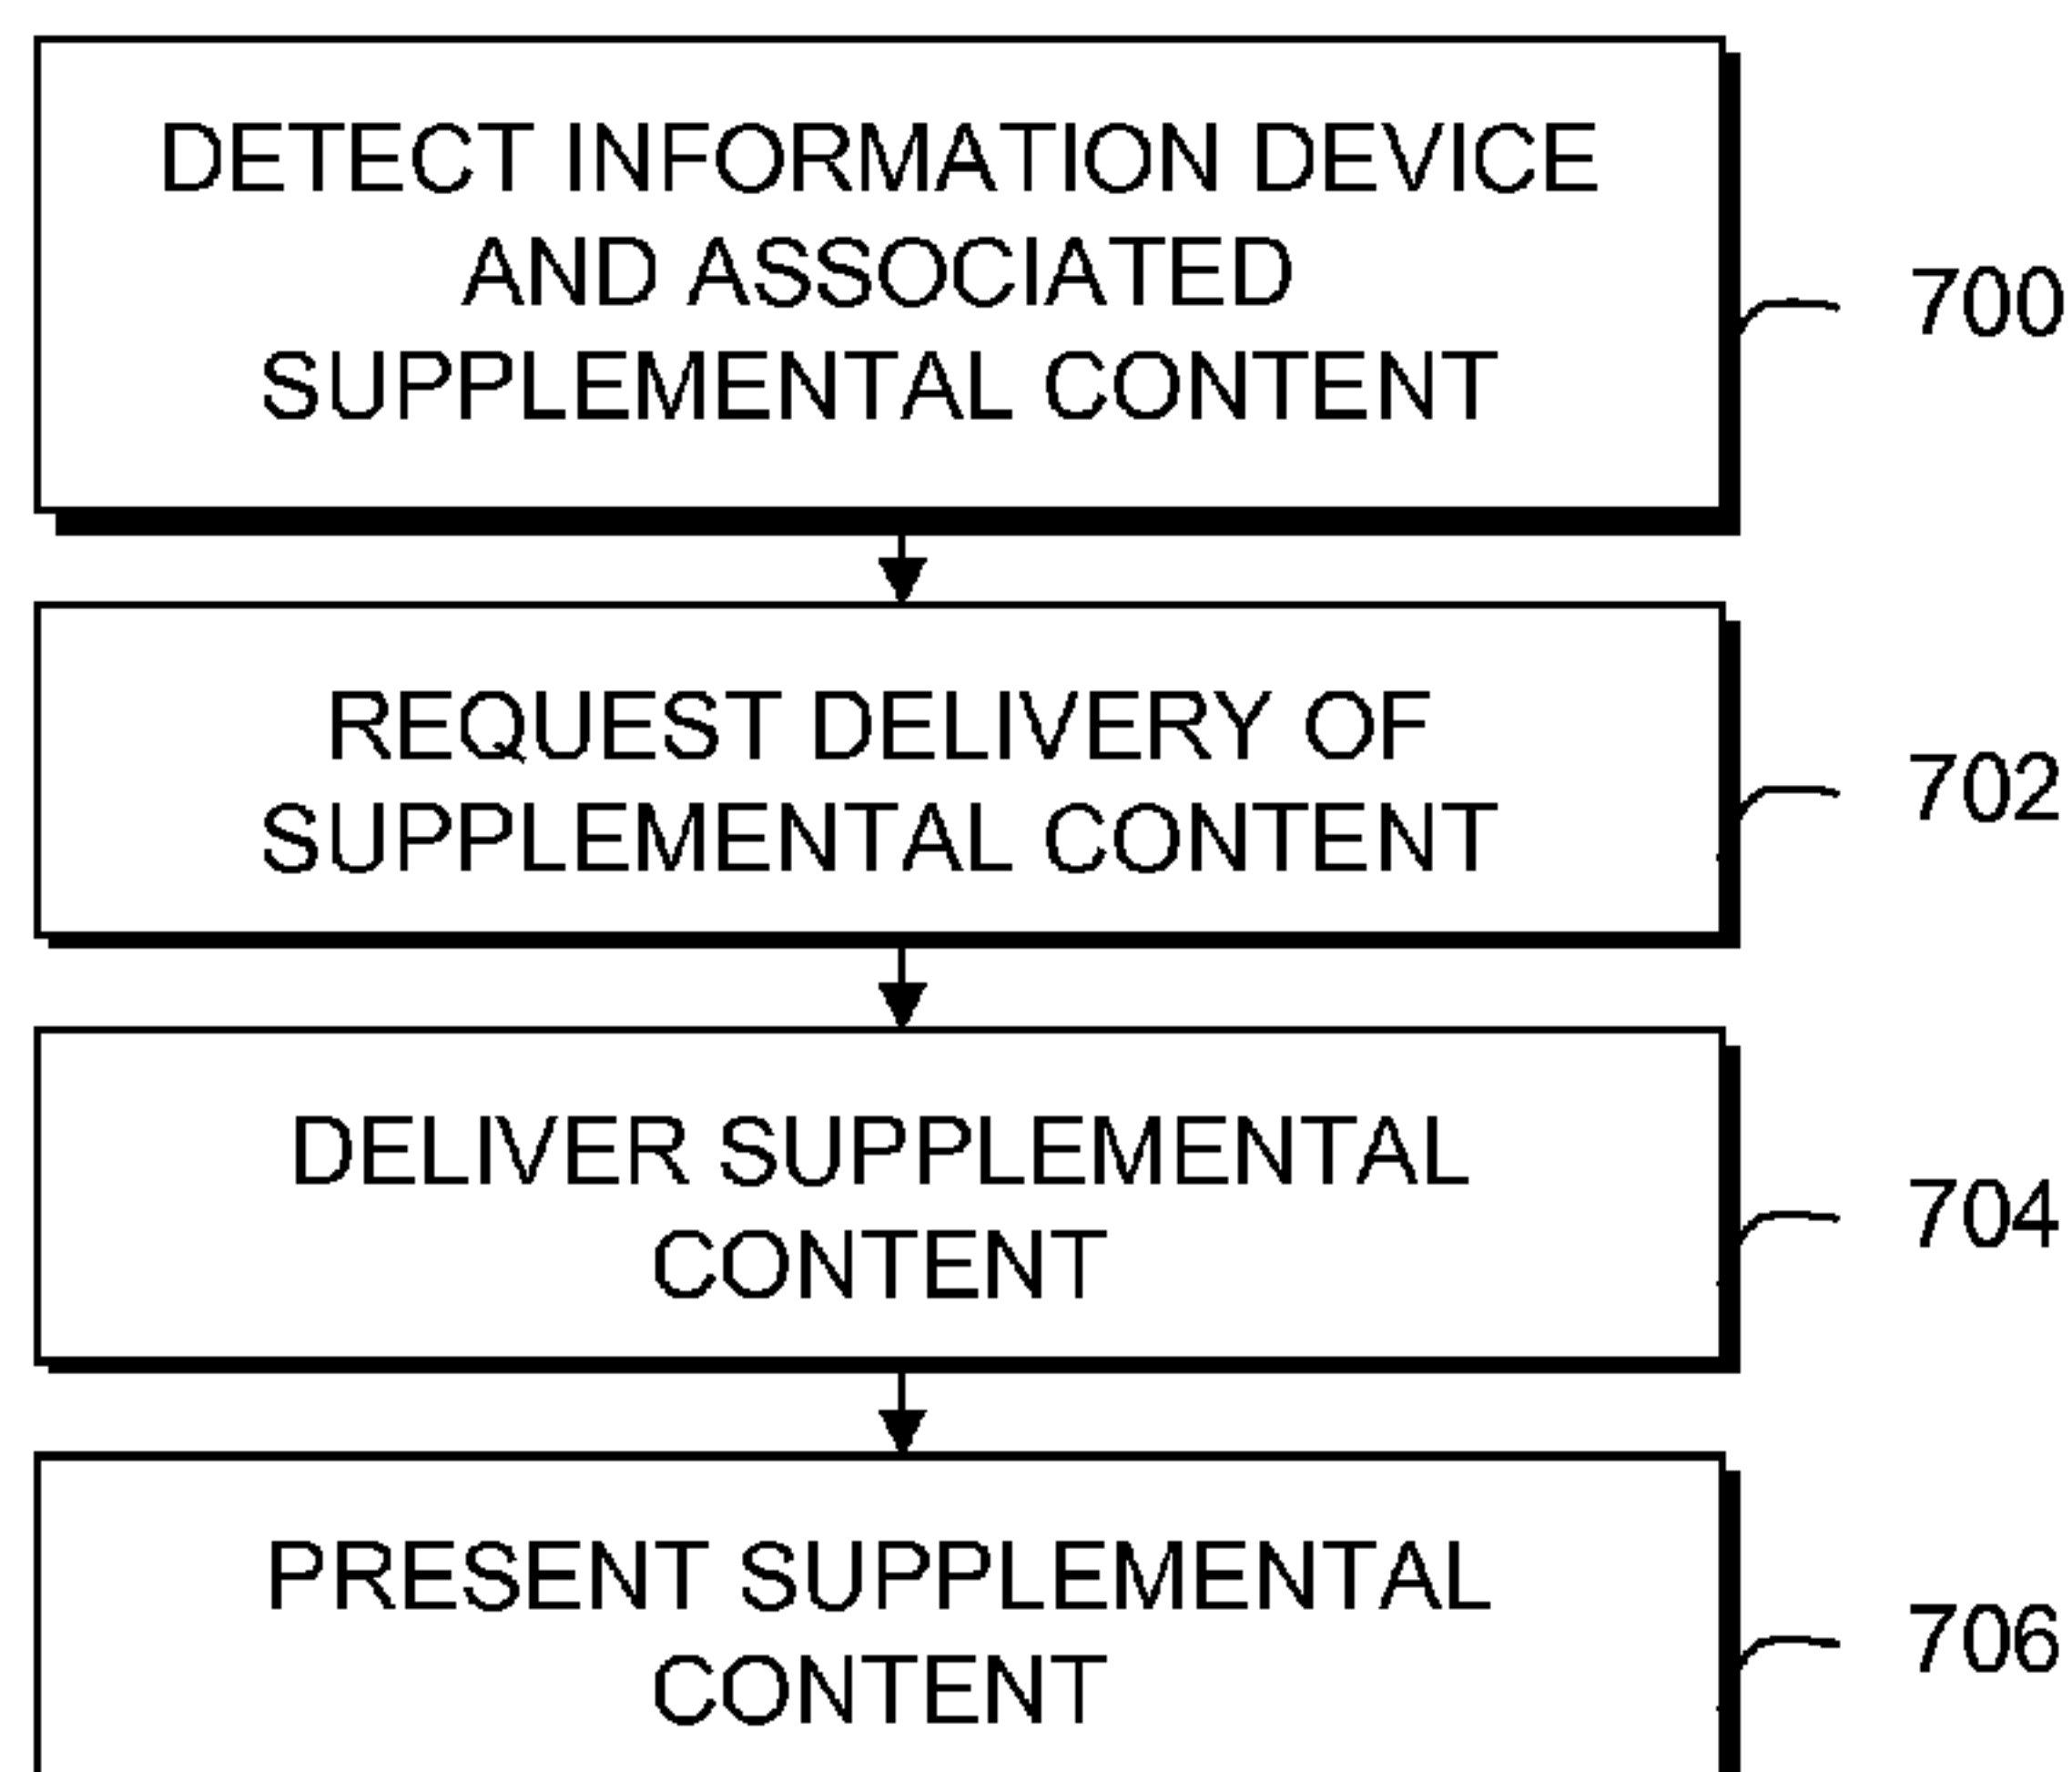 DETECT INFORMATION DEVICE
AND ASSOCIATED
SUPPLEMENTAL CONTENT
700
REQUEST DELIVERY OF
SUPPLEMENTAL CONTENT
702
DELIVER SUPPLEMENTAL
CONTENT
704
PRESENT SUPPLEMENTAL
CONTENT
706